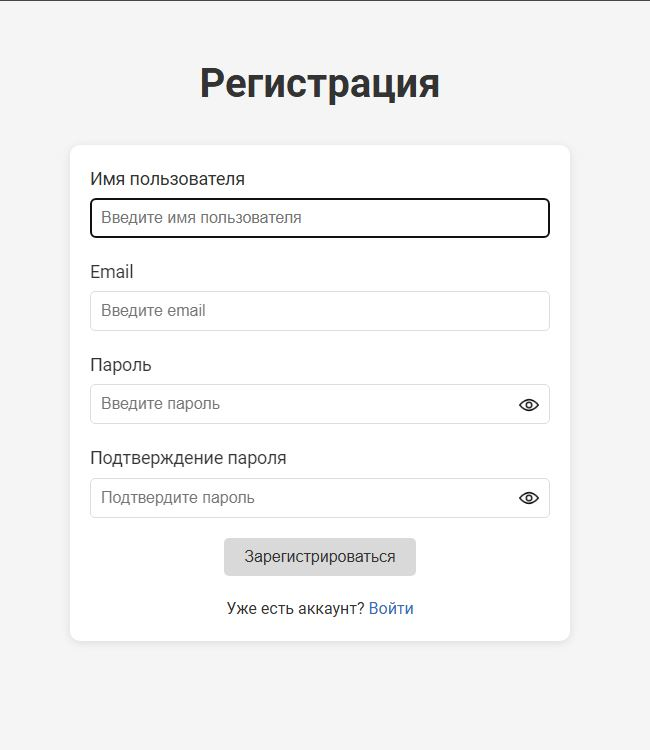 Регистрация
Имя пользователя
Введите имя пользователя
Email
Введите email
Пароль
Введите пароль
Подтверждение пароля
Подтвердите пароль
Зарегистрироваться
Уже есть аккаунт? Войти